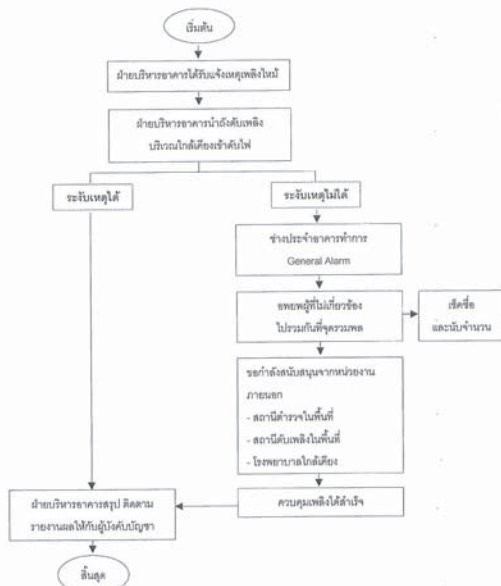 เริ่มต้น
ฝ่ายบริหารอาคารได้รับแจ้งเหตุเพลิงไหม้
ฝ่ายบริหารอาคารนำถังดับเพลิง
บริเวณใกล้เคียงเข้าดับไฟ
ระงับเหตุได้
ระงับเหตุไม่ได้
ช่างประจำอาคารทำการ
General Alarm
อพยพผู้ที่ไม่เกี่ยวข้อง
ไปรวมกันที่จุดรวมพล
เช็คชื่อ
และนับจำนวน
ขอกำลังสนับสนุนจากหน่วยงาน
ภายนอก
- สถานีตำรวจในพื้นที่
- สถานีดับเพลิงในพื้นที่
- โรงพยาบาลใกล้เคียง
ควบคุมเพลิงได้สำเร็จ
ฝ่ายบริหารอาคารสรุป ติดตาม
รายงานผลให้กับผู้บังคับบัญชา
สิ้นสุด